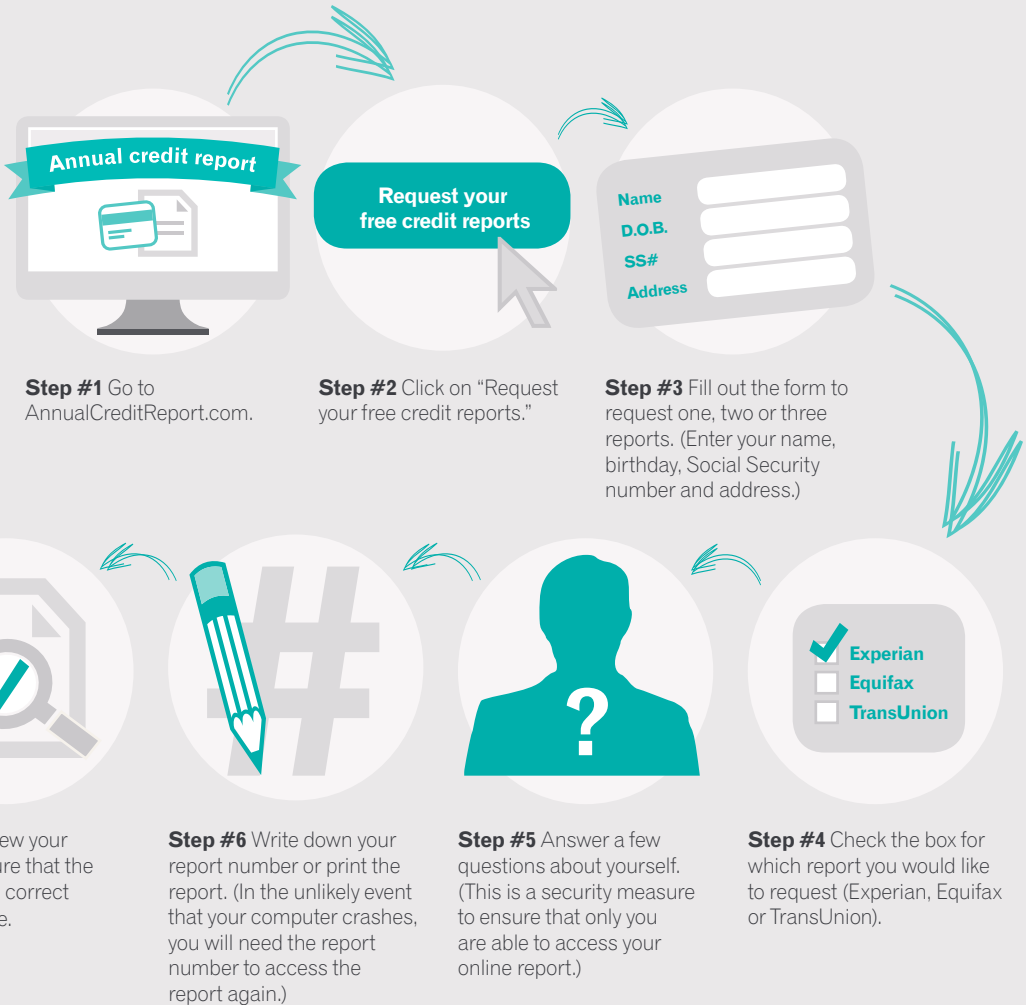 Annual credit report
Request your
free credit reports
Name
D.O.B.
SS#
Address
Step #1 Go to
AnnualCreditReport.com.
Step #2 Click on “Request
your free credit reports.”
Step #3 Fill out the form to
request one, two or three
reports. (Enter your name,
birthday, Social Security
number and address.)
Experian
Equifax
TransUnion
?
#
Step #4 Check the box for
which report you would like
to request (Experian, Equifax
or TransUnion).
Step #5 Answer a few
questions about yourself.
(This is a security measure
to ensure that only you
are able to access your
online report.)
Step #6 Write down your
report number or print the
report. (In the unlikely event
that your computer crashes,
you will need the report
number to access the
report again.)
your
that the
correct